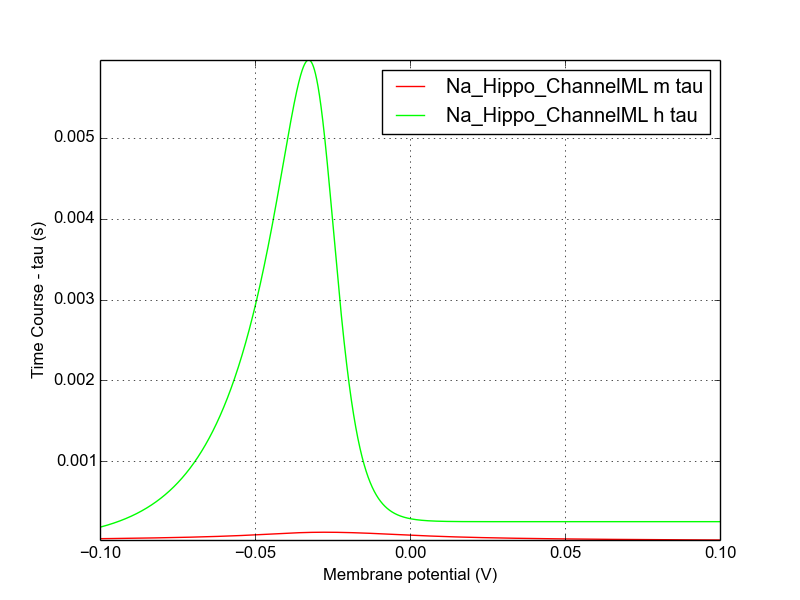 Na_Hippo_ChannelML m tau
Na_Hippo_ChannelML h tau
0.005
0.004
0.003
0.002
0.001
Time Course - tau (s)
−0.10
−0.05
0.00
0.05
0.10
Membrane potential (V)